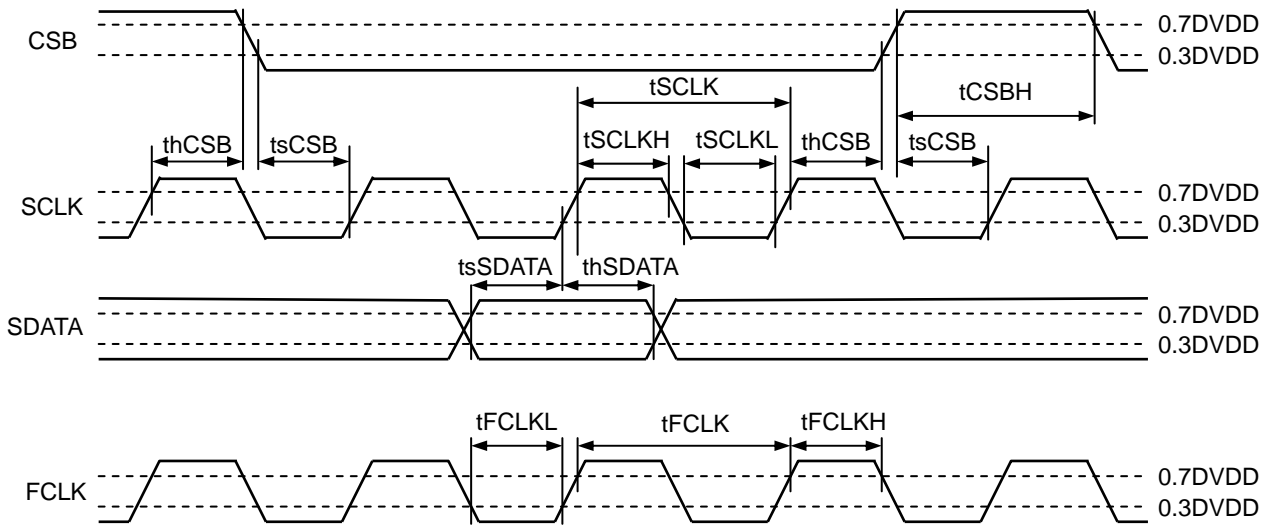 CSB
0.7DVDD
0.3DVDD
tSCLK
tCSBH
thCSB
tsCSB
tSCLKH
tSCLKL
thCSB
tsCSB
SCLK
0.7DVDD
0.3DVDD
tsSDATA
thSDATA
SDATA
0.7DVDD
0.3DVDD
tFCLKL
tFCLK
tFCLKH
FCLK
0.7DVDD
0.3DVDD